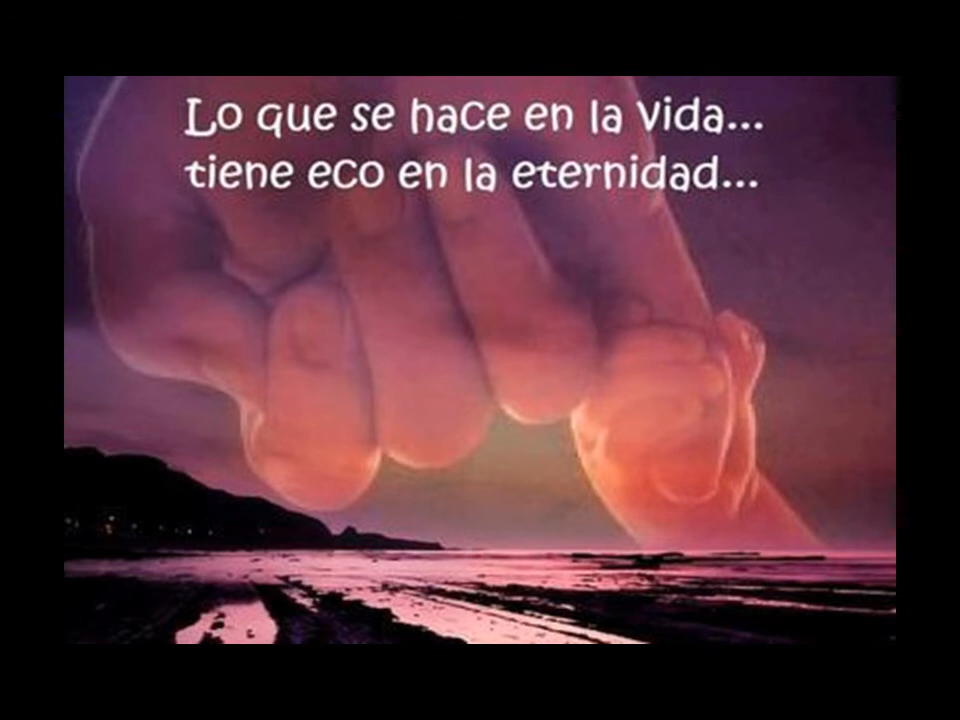 Lo que se hace en la vida...
tiene eco en la eternidad...